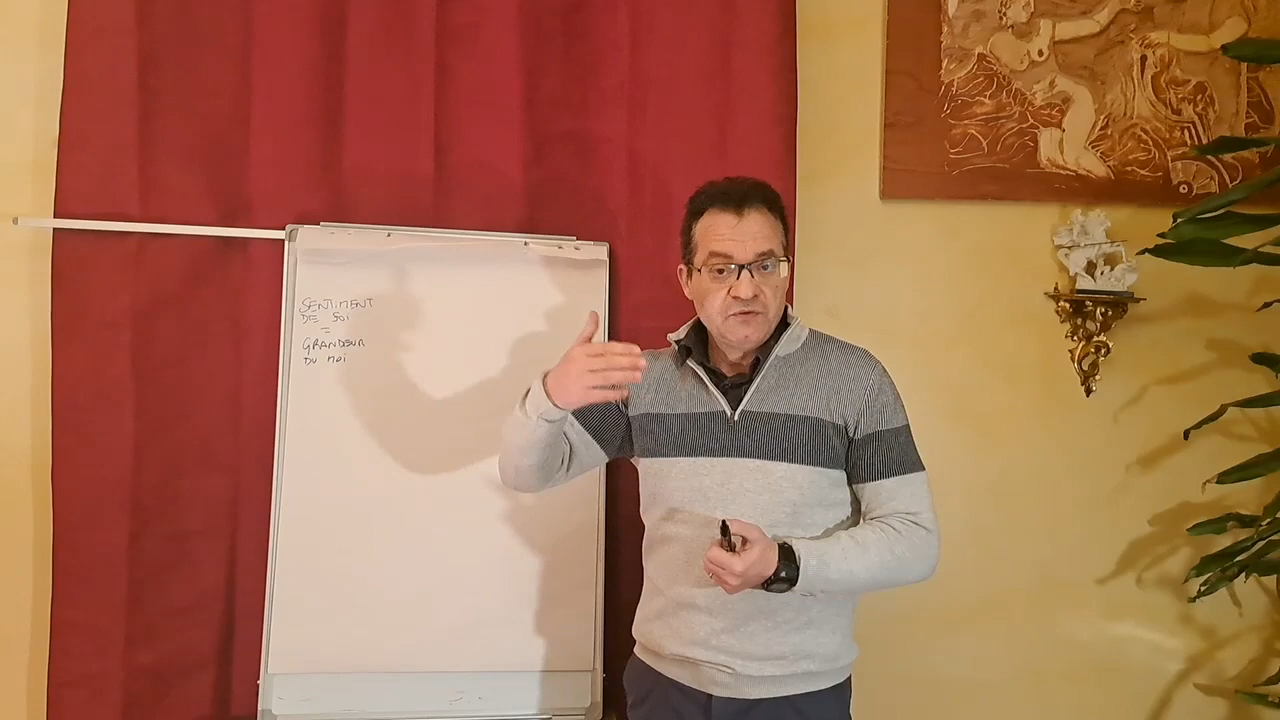 SENTIMENT
DE SOI
=
GRANDEUR
DU MOI